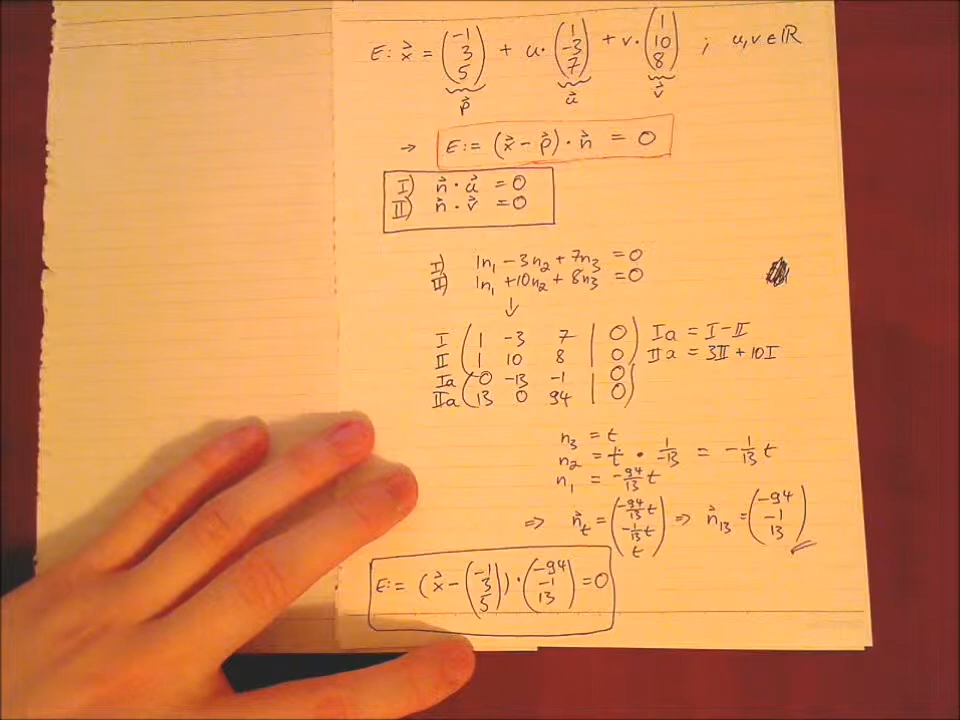 E: x⃗ = (-1 3 5) + u · (1 -3 7) + v · (1 10 8) ; u,v ∈ ℝ
p⃗ u⃗ v⃗
→ E:= (x⃗ - p⃗) · n⃗ = 0
I) n⃗ · u⃗ = 0
II) n⃗ · v⃗ = 0
I) 1n₁ - 3n₂ + 7n₃ = 0
II) 1n₁ + 10n₂ + 8n₃ = 0
↓
I ( 1 -3 7 | 0 ) Ia = I - II
II ( 1 10 8 | 0 ) IIa = 3II + 10I
Ia ( 0 -13 -1 | 0 )
IIa ( 13 0 94 | 0 )
n₃ = t
n₂ = t · 1/-13 = -1/13 t
n₁ = -94/13 t
⇒ n⃗t = (-94/13 t -1/13 t t) ⇒ n⃗₁₃ = (-94 -1 13)
E:= (x⃗ - (-1 3 5)) · (-94 -1 13) = 0